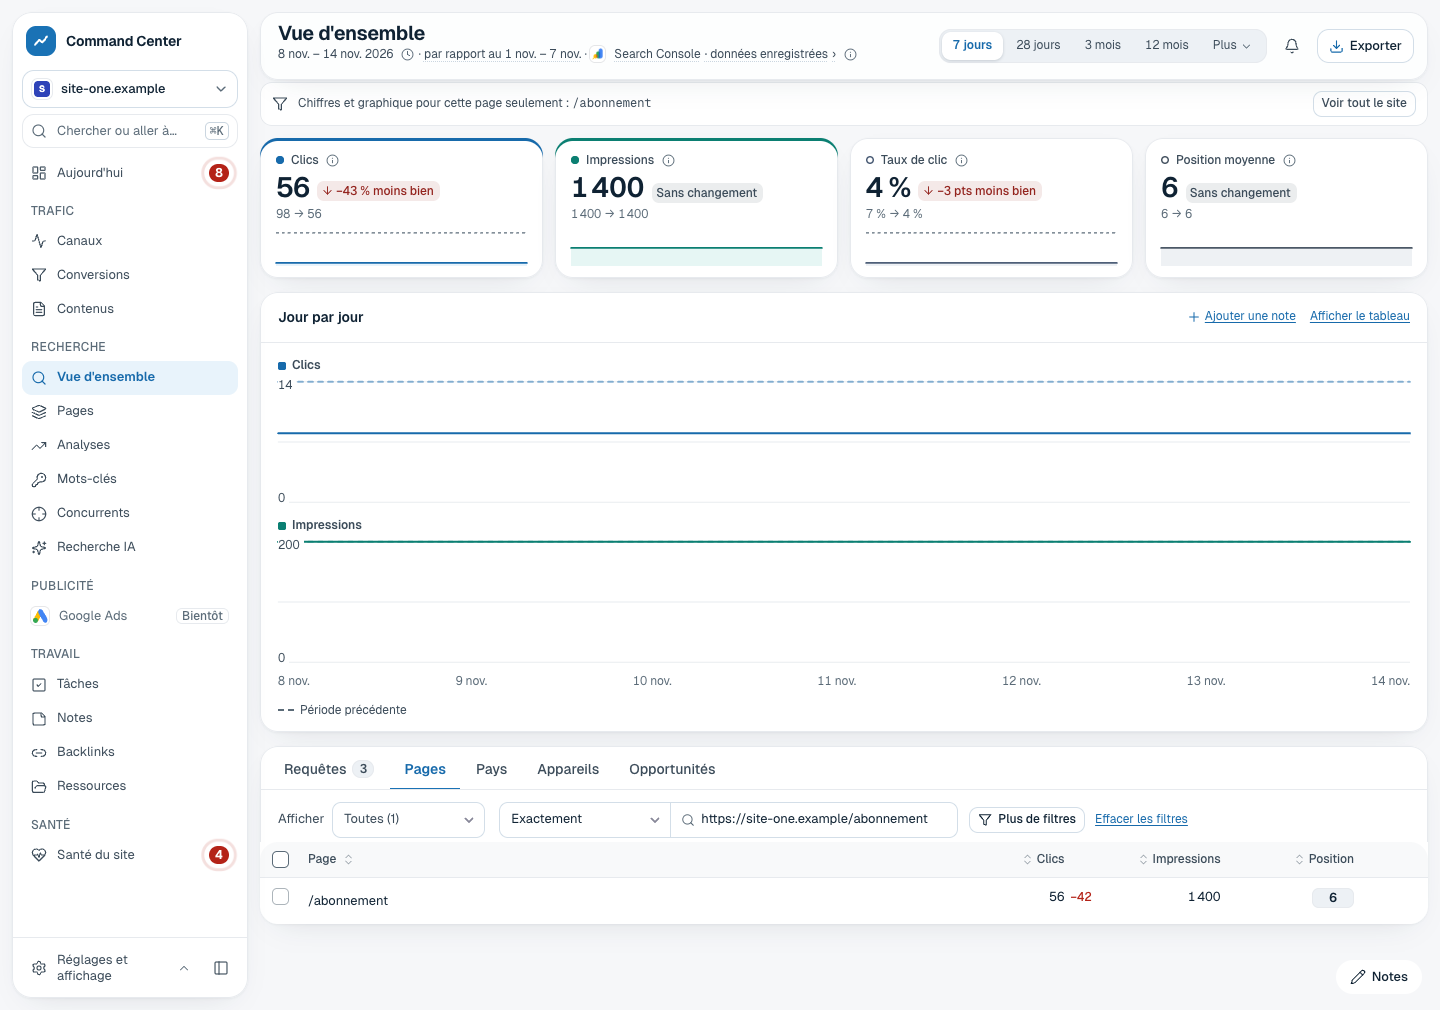 Command Center
S site-one.example
Chercher ou aller à… ⌘K
Aujourd'hui 8
TRAFIC
Canaux
Conversions
Contenus
RECHERCHE
Vue d'ensemble
Pages
Analyses
Mots-clés
Concurrents
Recherche IA
PUBLICITÉ
Google Ads Bientôt
TRAVAIL
Tâches
Notes
Backlinks
Ressources
SANTÉ
Santé du site 4
Réglages et
affichage
Vue d'ensemble
8 nov. – 14 nov. 2026 · par rapport au 1 nov. – 7 nov. · Search Console · données enregistrées ›
7 jours 28 jours 3 mois 12 mois Plus
Exporter
Chiffres et graphique pour cette page seulement : /abonnement
Voir tout le site
Clics
56 ↓ −43 % moins bien
98 → 56
Impressions
1 400 Sans changement
1 400 → 1 400
Taux de clic
4 % ↓ −3 pts moins bien
7 % → 4 %
Position moyenne
6 Sans changement
6 → 6
Jour par jour
Ajouter une note Afficher le tableau
Clics
14
0
Impressions
200
0
8 nov. 9 nov. 10 nov. 11 nov. 12 nov. 13 nov. 14 nov.
Période précédente
Requêtes 3 Pages Pays Appareils Opportunités
Afficher Toutes (1) Exactement https://site-one.example/abonnement Plus de filtres Effacer les filtres
Page Clics Impressions Position
/abonnement 56 −42 1 400 6
Notes